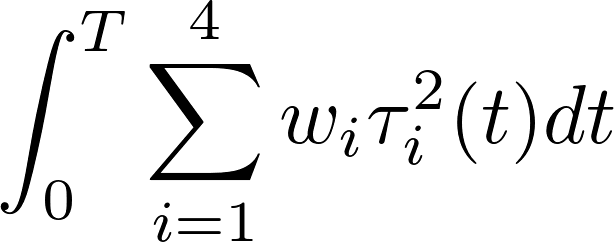 \int_0^T \sum_{i=1}^4 w_i \tau_i^2(t) dt